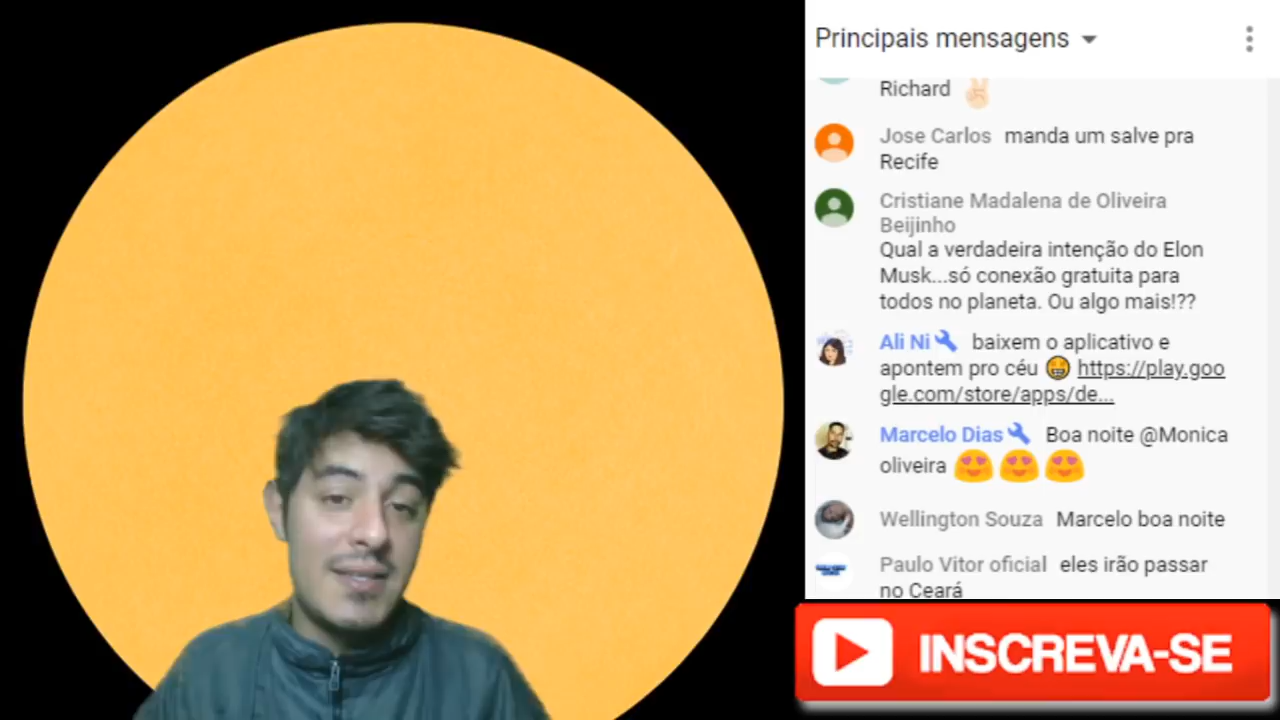 Principais mensagens
Richard
Jose Carlos manda um salve pra
Recife
Cristiane Madalena de Oliveira
Beijinho
Qual a verdadeira intenção do Elon
Musk...só conexão gratuita para
todos no planeta. Ou algo mais!??
Ali Ni baixem o aplicativo e
apontem pro céu https://play.goo
gle.com/store/apps/de...
Marcelo Dias Boa noite @Monica
oliveira
Wellington Souza Marcelo boa noite
Paulo Vitor oficial eles irão passar
no Ceará
INSCREVA-SE